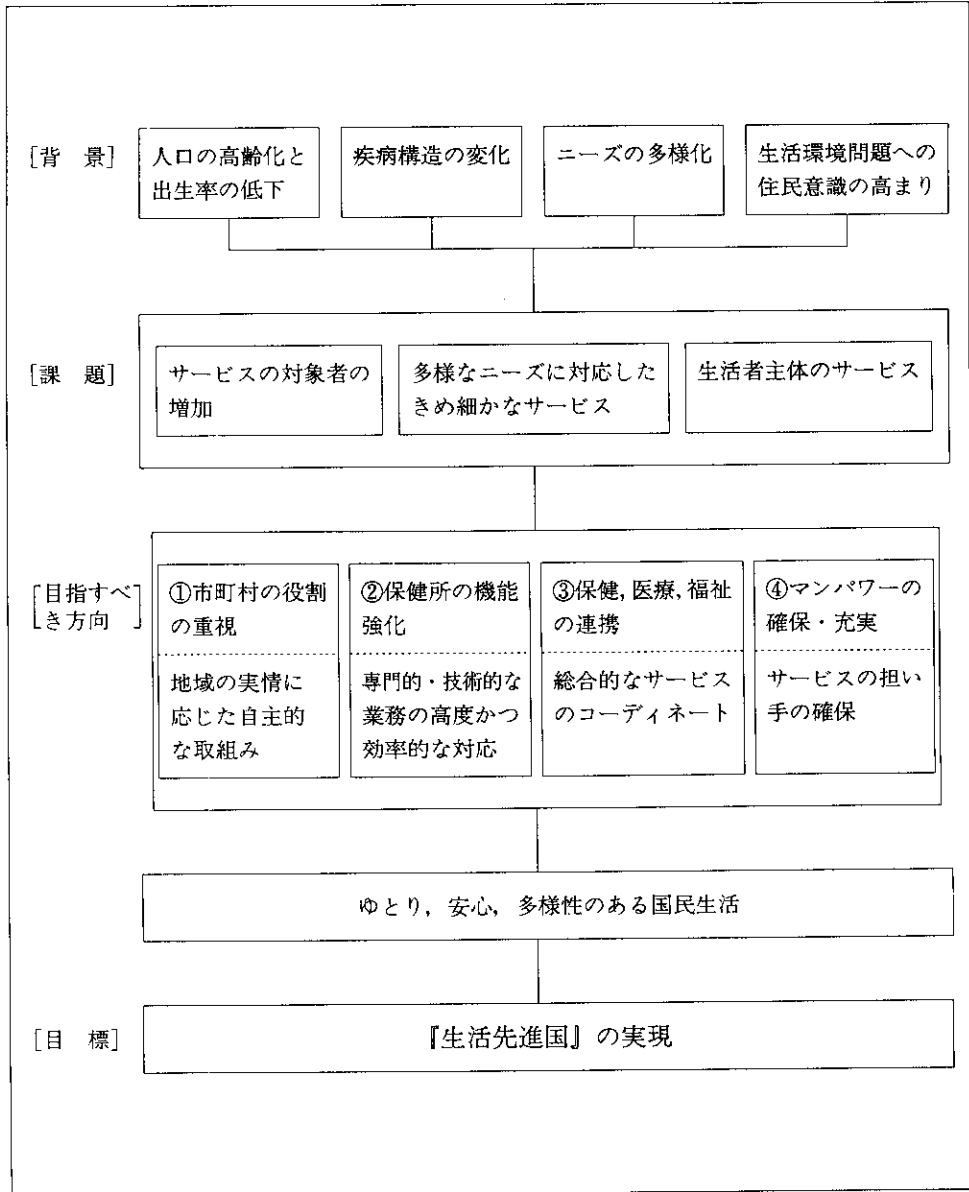 [背　景]
人口の高齢化と
出生率の低下
疾病構造の変化
ニーズの多様化
生活環境問題への
住民意識の高まり
[課　題]
サービスの対象者の
増加
多様なニーズに対応した
きめ細かなサービス
生活者主体のサービス
[目指すべ
き方向]
①市町村の役割
の重視
地域の実情に
応じた自主的
な取組み
②保健所の機能
強化
専門的・技術的な
業務の高度かつ
効率的な対応
③保健,医療,福祉
の連携
総合的なサービス
のコーディネート
④マンパワーの
確保・充実
サービスの担い
手の確保
ゆとり，安心，多様性のある国民生活
[目　標]
『生活先進国』の実現